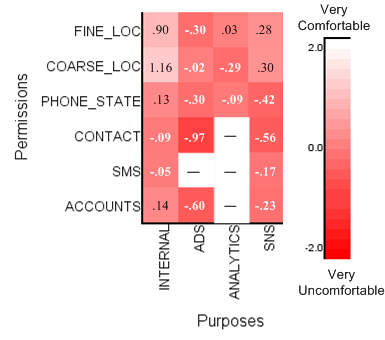 Very
Comfortable
FINE_LOC .90 -.30 .03 .28
COARSE_LOC 1.16 -.02 -.29 .30
PHONE_STATE .13 -.30 -.09 -.42
CONTACT -.09 -.97 — -.56
SMS -.05 — — -.17
ACCOUNTS .14 -.60 — -.23
Permissions
INTERNAL
ADS
ANALYTICS
SNS
Purposes
2.0
0.0
-2.0
Very
Uncomfortable